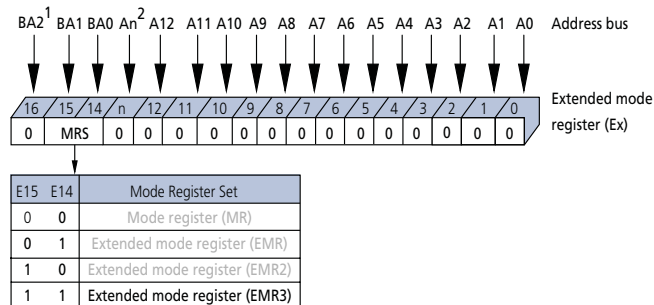 BA2¹ BA1 BA0 An² A12 A11 A10 A9 A8 A7 A6 A5 A4 A3 A2 A1 A0 Address bus
16 15 14 n 12 11 10 9 8 7 6 5 4 3 2 1 0 Extended mode
register (Ex)
0 MRS 0 0 0 0 0 0 0 0 0 0 0 0 0 0
E15 E14 Mode Register Set
0 0 Mode register (MR)
0 1 Extended mode register (EMR)
1 0 Extended mode register (EMR2)
1 1 Extended mode register (EMR3)